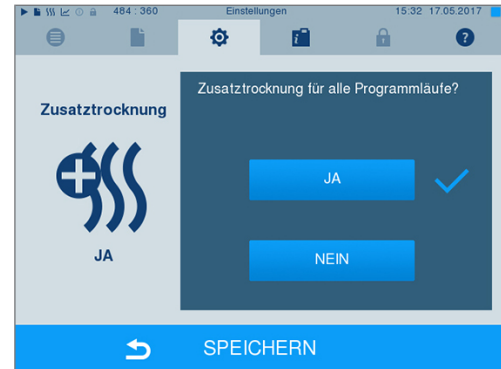 484 : 360 Einstellungen 15:32 17.05.2017
i ?
Zusatztrocknung
JA
Zusatztrocknung für alle Programmläufe?
JA
NEIN
SPEICHERN